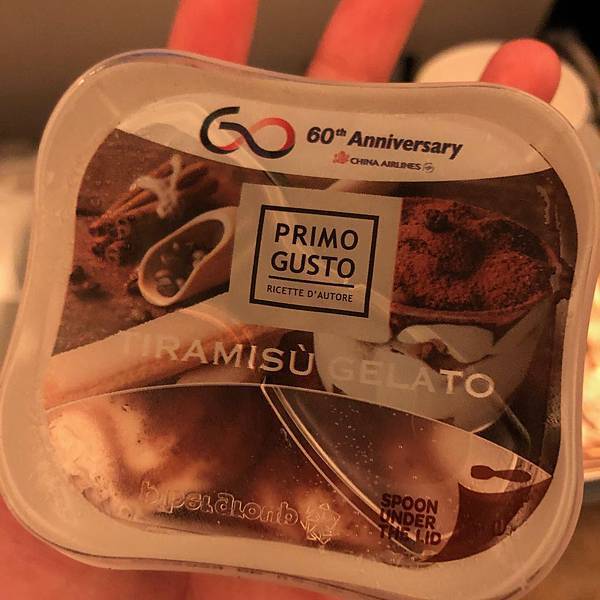 60
60th Anniversary
CHINA AIRLINES
PRIMO
GUSTO
RICETTE D'AUTORE
TIRAMISÙ GELATO
SPOON
UNDER
THE LID